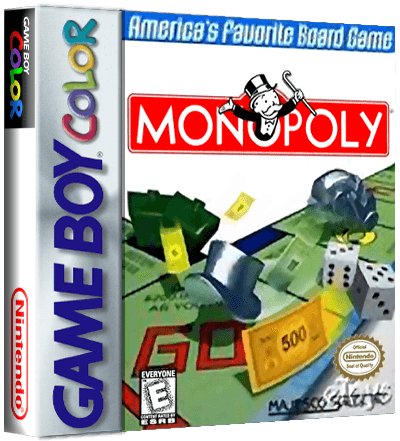 GAME BOY
COLOR
Nintendo
GAME BOY COLOR
America's Favorite Board Game
MONOPOLY
GO
500
EVERYONE
E
CONTENT RATED BY
ESRB
Official
Nintendo
Seal of Quality
MAJESCO